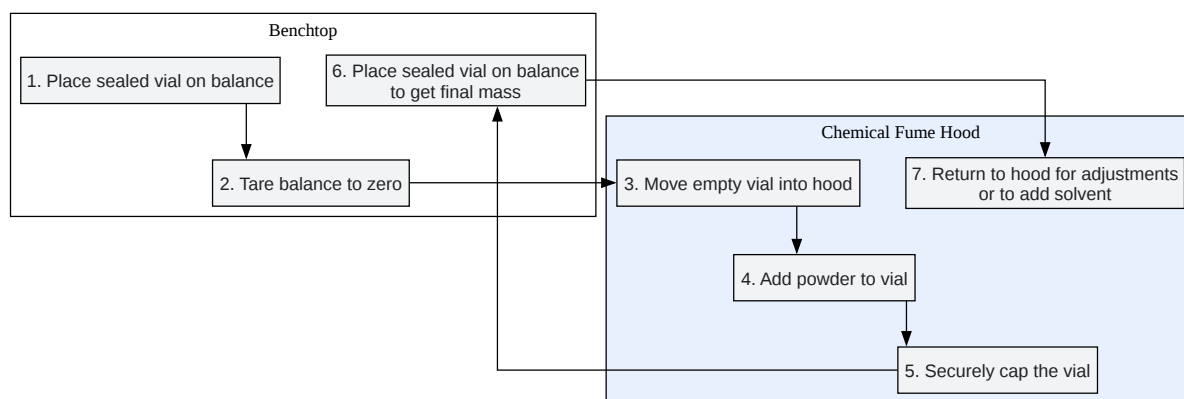 Benchtop
1. Place sealed vial on balance
6. Place sealed vial on balance
to get final mass
2. Tare balance to zero
Chemical Fume Hood
3. Move empty vial into hood
7. Return to hood for adjustments
or to add solvent
4. Add powder to vial
5. Securely cap the vial